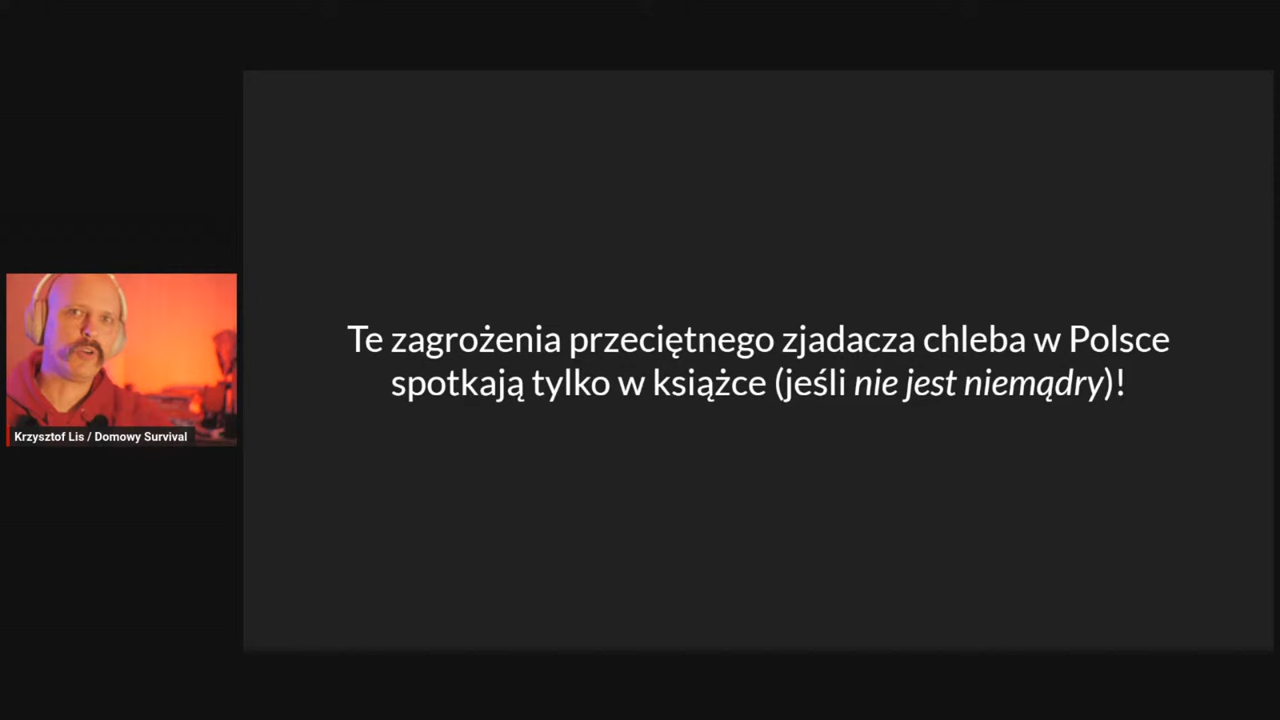 Te zagrożenia przeciętnego zjadacza chleba w Polsce
spotkają tylko w książce (jeśli nie jest niemądry)!
Krzysztof Lis / Domowy Survival